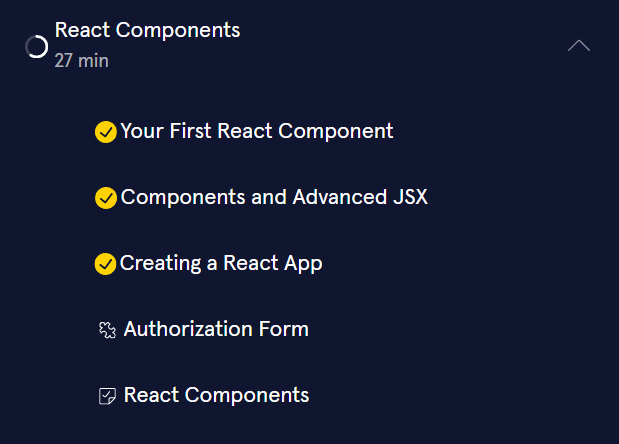 React Components
27 min
Your First React Component
Components and Advanced JSX
Creating a React App
Authorization Form
React Components